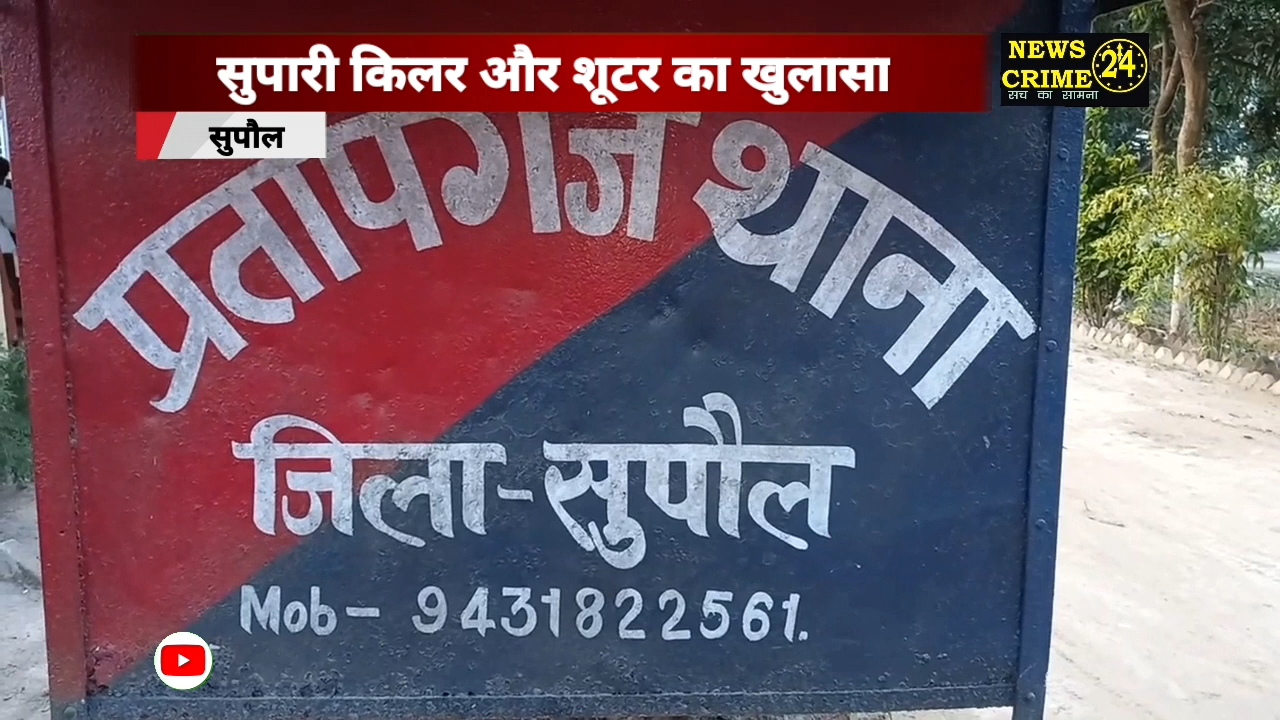 सुपारी किलर और शूटर का खुलासा
NEWS
CRIME 24
सच का सामना
सुपौल
प्रतापगंज थाना
जिला-सुपौल
Mob- 9431822561.